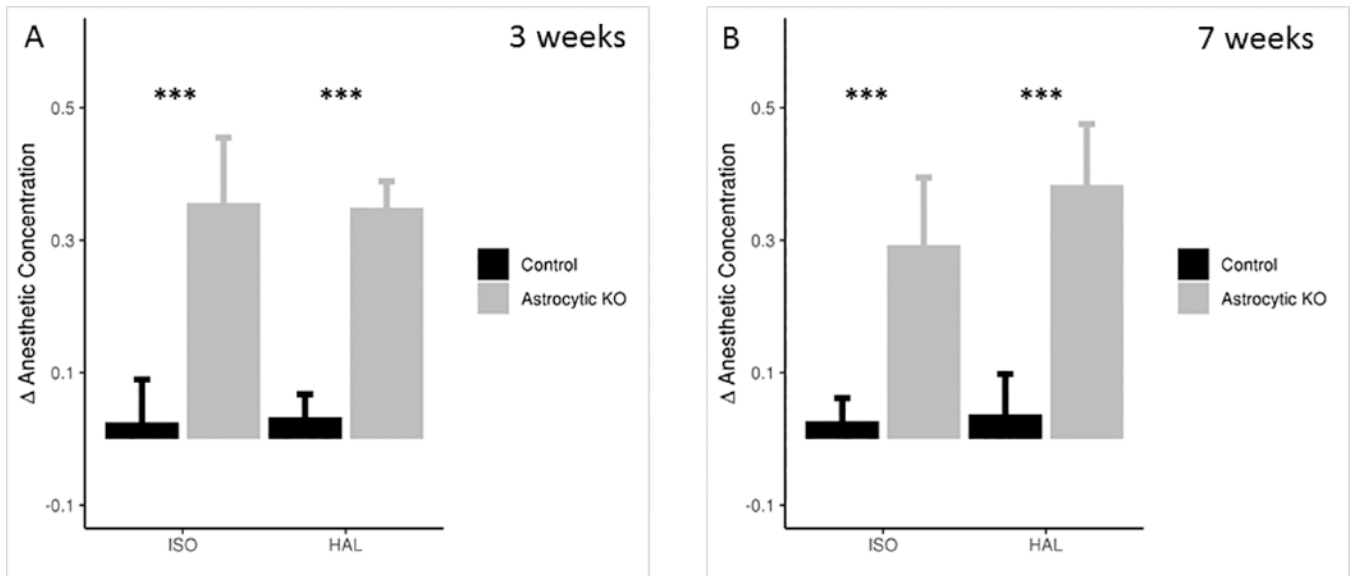 A
3 weeks
Δ Anesthetic Concentration
0.5
0.3
0.1
-0.1
***
***
ISO
HAL
Control
Astrocytic KO
B
7 weeks
Δ Anesthetic Concentration
0.5
0.3
0.1
-0.1
***
***
ISO
HAL
Control
Astrocytic KO